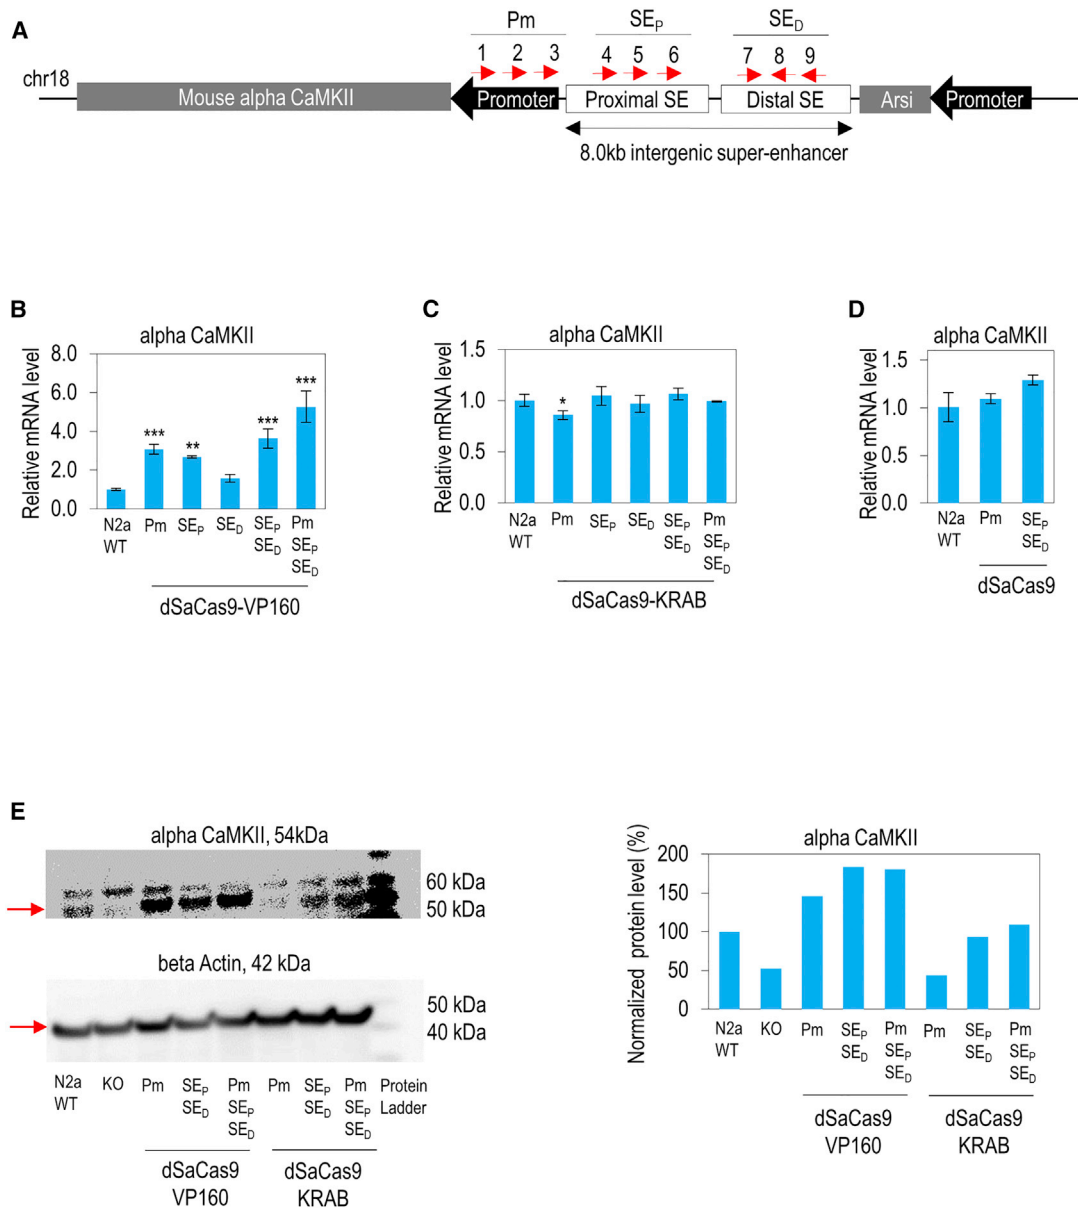 A
Pm SEP SED
1 2 3 4 5 6 7 8 9
chr18
Mouse alpha CaMKII Promoter Proximal SE Distal SE Arsi Promoter
8.0kb intergenic super-enhancer
B
alpha CaMKII
Relative mRNA level
8.0
6.0
4.0
2.0
0.0
*** ** *** ***
N2a WT
Pm
SEP
SED
SEP SED
Pm SEP SED
dSaCas9-VP160
C
alpha CaMKII
Relative mRNA level
1.5
1.0
0.5
0.0
*
N2a WT
Pm
SEP
SED
SEP SED
Pm SEP SED
dSaCas9-KRAB
D
alpha CaMKII
Relative mRNA level
1.5
1.0
0.5
0.0
N2a WT
Pm
SEP SED
dSaCas9
E
alpha CaMKII, 54kDa
60 kDa
50 kDa
beta Actin, 42 kDa
50 kDa
40 kDa
N2a WT
KO
Pm
SEP SED
Pm SEP SED
Pm
SEP SED
Pm SEP SED
Protein Ladder
dSaCas9 VP160
dSaCas9 KRAB
alpha CaMKII
Normalized protein level (%)
200
150
100
50
0
N2a WT
KO
Pm
SEP SED
Pm SEP SED
Pm
SEP SED
Pm SEP SED
dSaCas9 VP160
dSaCas9 KRAB